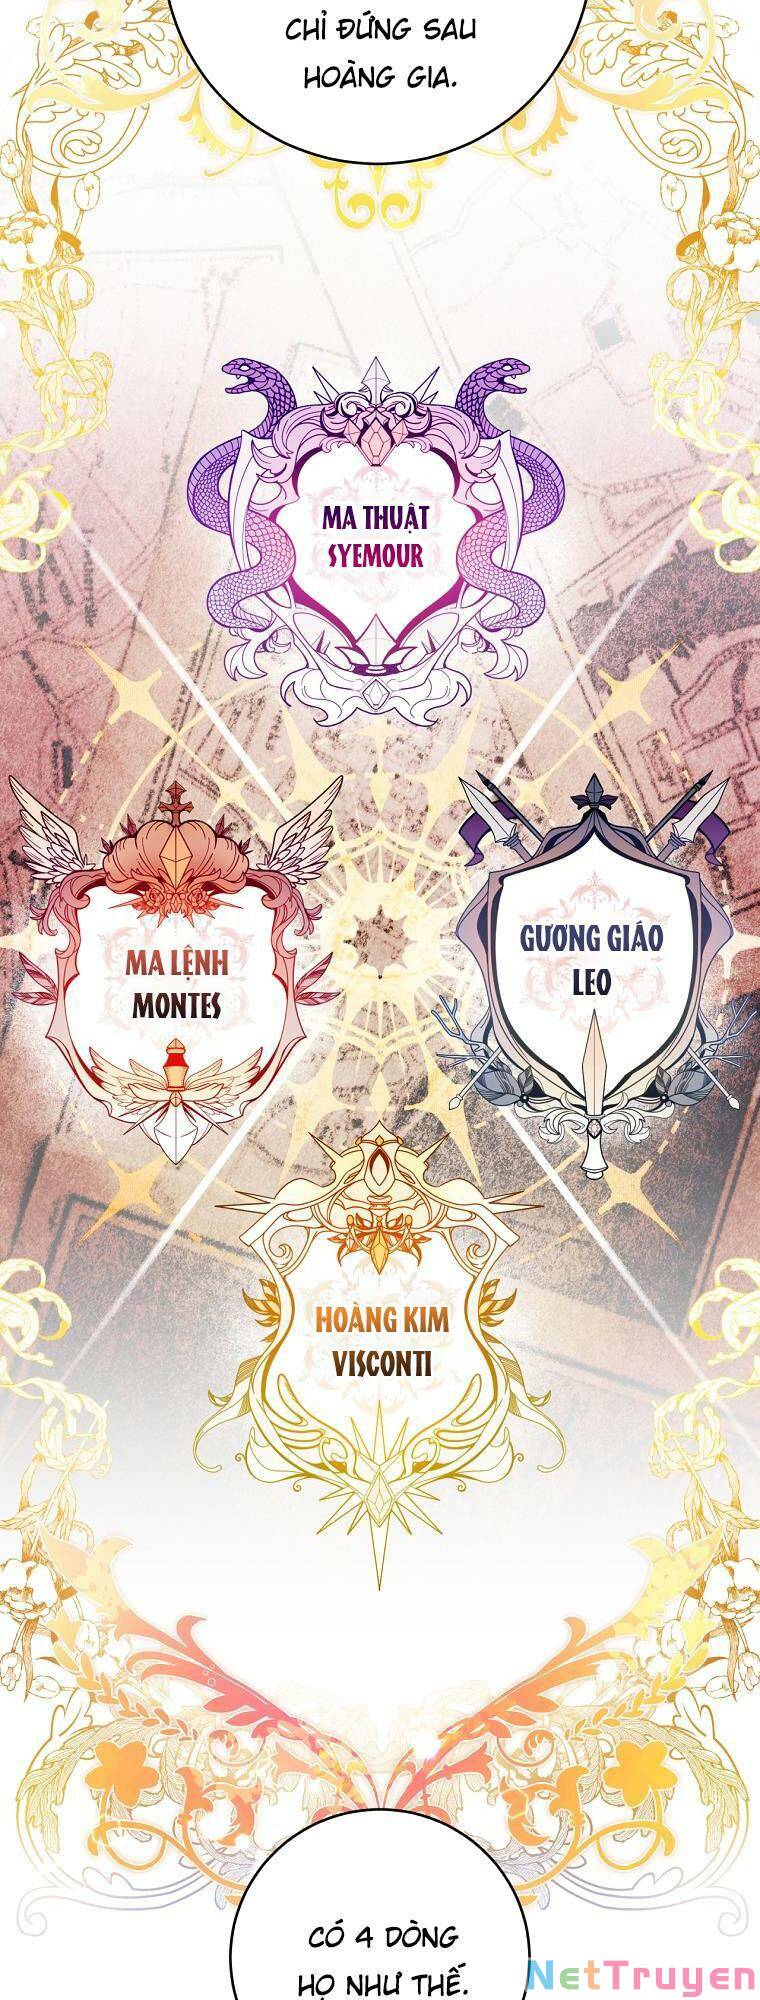 CHỈ ĐỨNG SAU
HOÀNG GIA.
MA THUẬT
SYEMOUR
MA LỆNH
MONTES
GƯƠNG GIÁO
LEO
HOÀNG KIM
VISCONTI
CÓ 4 DÒNG
HỌ NHƯ THẾ.
NetTruyen